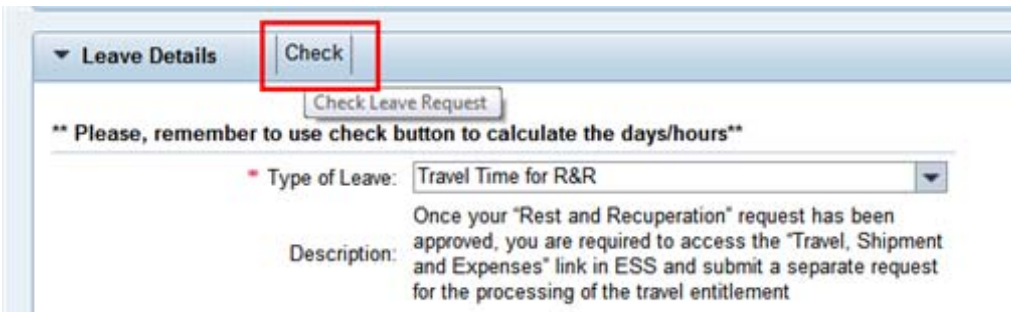 Leave Details Check
Check Leave Request
** Please, remember to use check button to calculate the days/hours**
* Type of Leave: Travel Time for R&R
Description: Once your "Rest and Recuperation" request has been
approved, you are required to access the "Travel, Shipment
and Expenses" link in ESS and submit a separate request
for the processing of the travel entitlement